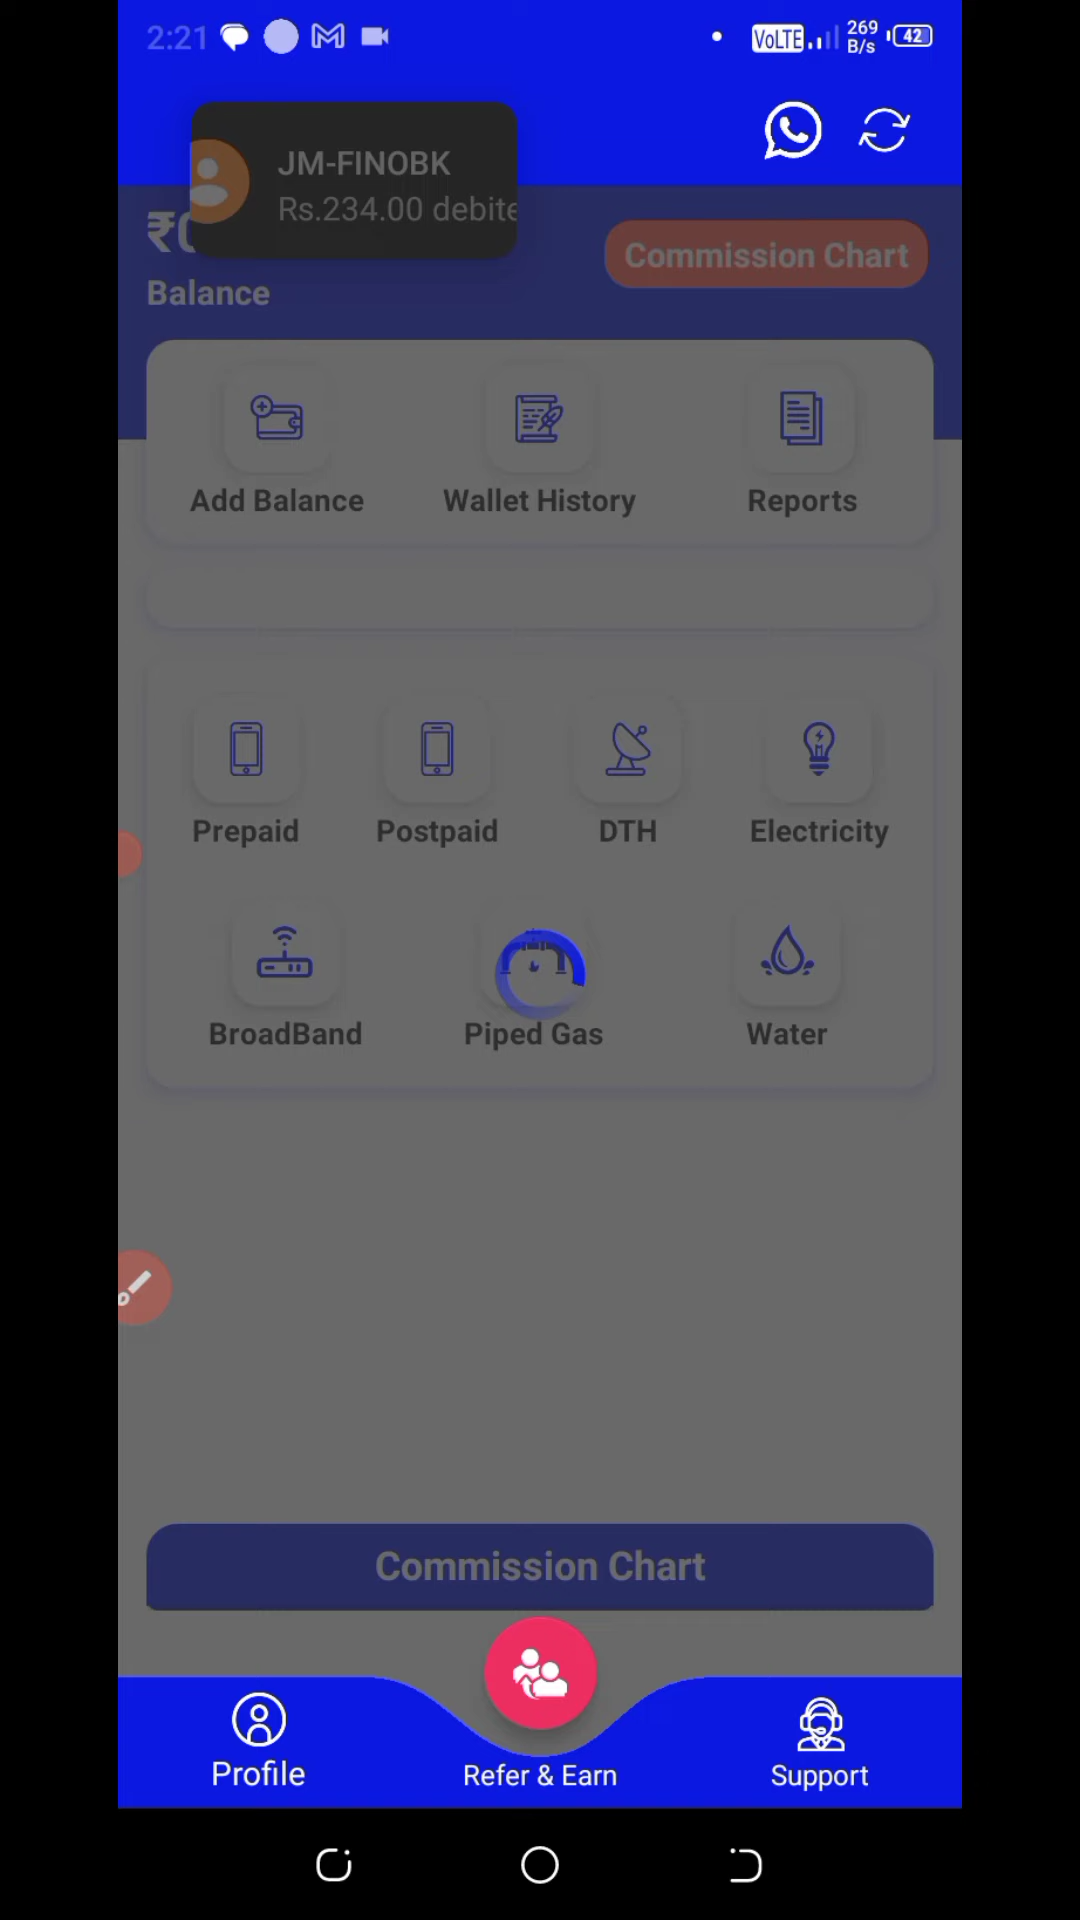 2:21
VoLTE
269
B/s
42
JM-FINOBK
Rs.234.00 debite
₹0
Balance
Commission Chart
Add Balance
Wallet History
Reports
Prepaid
Postpaid
DTH
Electricity
BroadBand
Piped Gas
Water
Commission Chart
Profile
Refer & Earn
Support